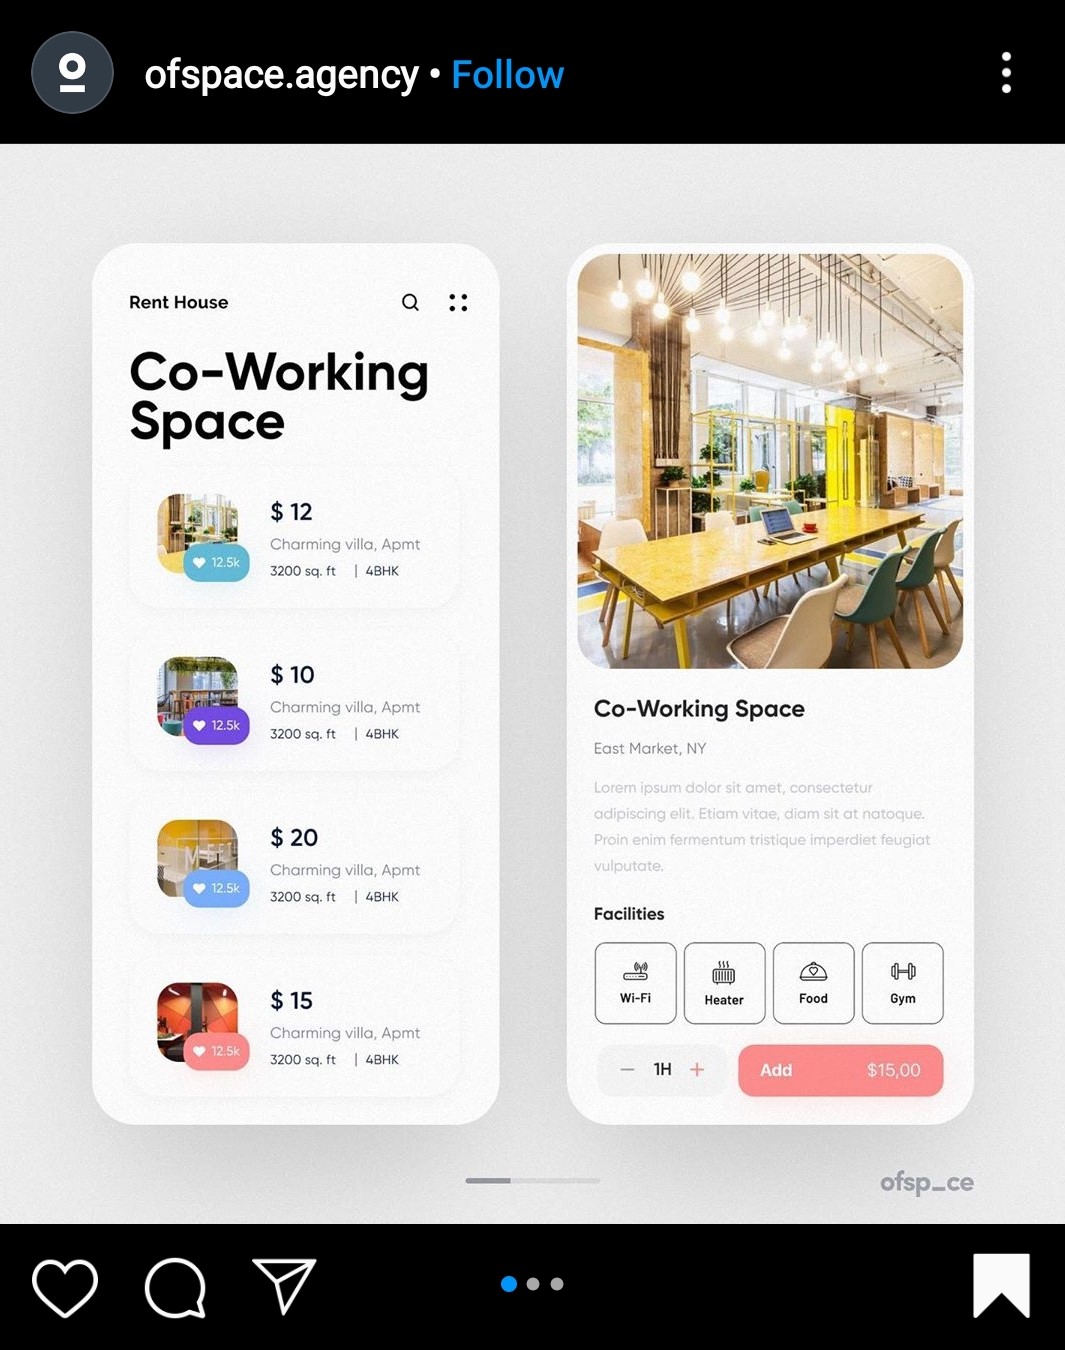 ofspace.agency • Follow
Rent House
Co-Working
Space
$ 12
Charming villa, Apmt
3200 sq. ft | 4BHK
12.5k
$ 10
Charming villa, Apmt
3200 sq. ft | 4BHK
12.5k
$ 20
Charming villa, Apmt
3200 sq. ft | 4BHK
12.5k
$ 15
Charming villa, Apmt
3200 sq. ft | 4BHK
12.5k
Co-Working Space
East Market, NY
Lorem ipsum dolor sit amet, consectetur
adipiscing elit. Etiam vitae, diam sit at natoque.
Proin enim fermentum tristique imperdiet feugiat
vulputate.
Facilities
Wi-Fi Heater Food Gym
− 1H + Add $15,00
ofsp_ce